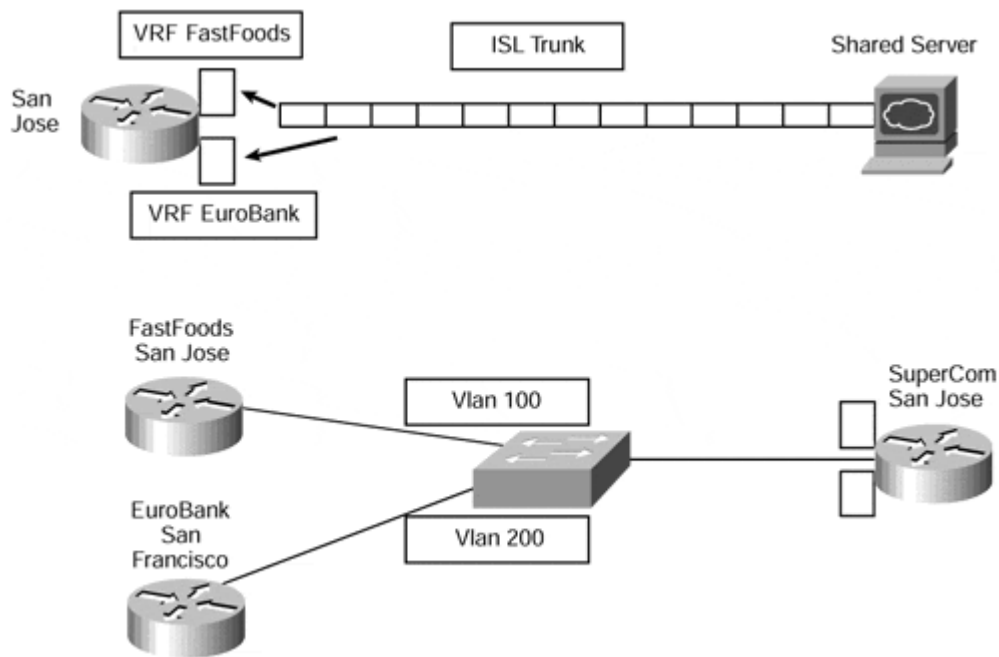 VRF FastFoods
ISL Trunk
Shared Server
San
Jose
VRF EuroBank
FastFoods
San Jose
Vlan 100
SuperCom
San Jose
EuroBank
San
Francisco
Vlan 200